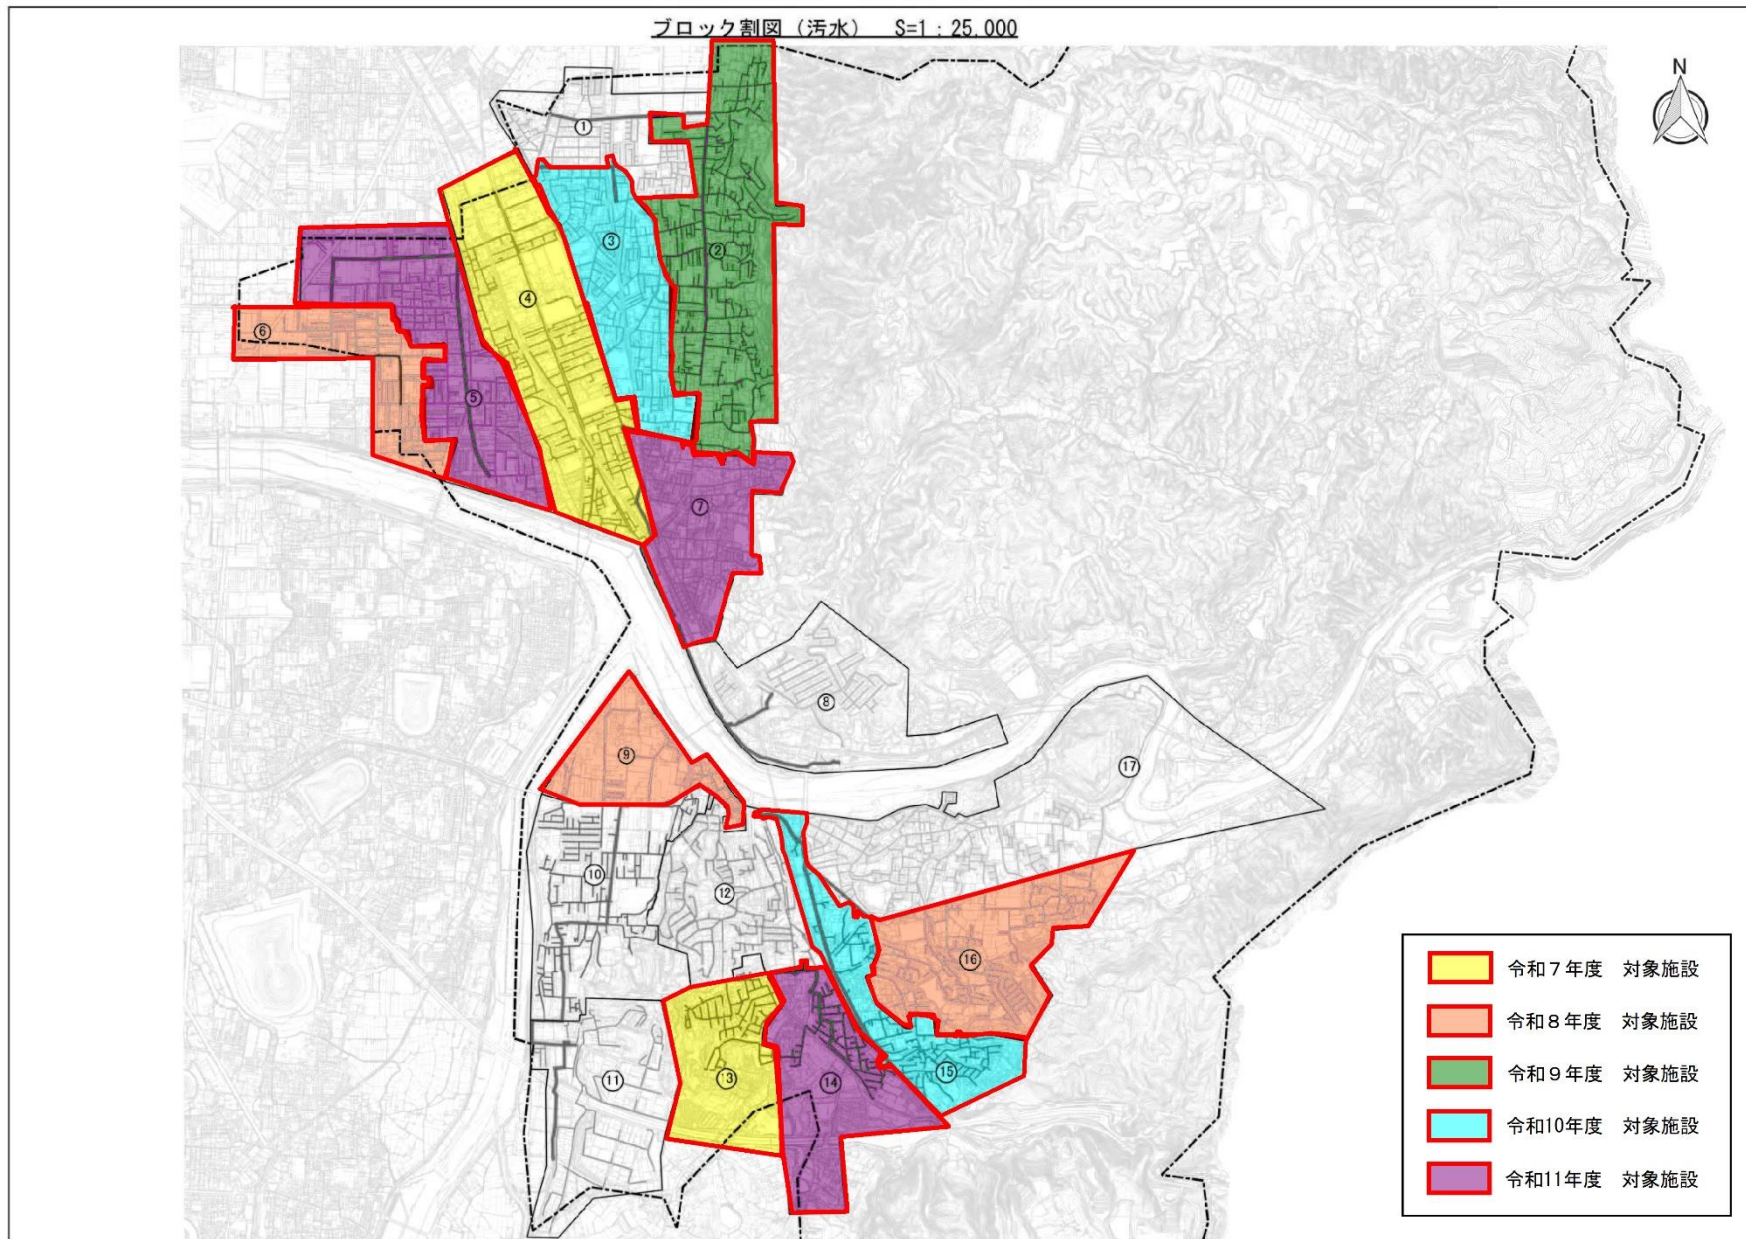 ブロック割図（汚水）　S=1：25,000
N
①
②
③
④
⑤
⑥
⑦
⑧
⑨
⑩
⑪
⑫
⑬
⑭
⑮
⑯
⑰
令和７年度　対象施設
令和８年度　対象施設
令和９年度　対象施設
令和10年度　対象施設
令和11年度　対象施設